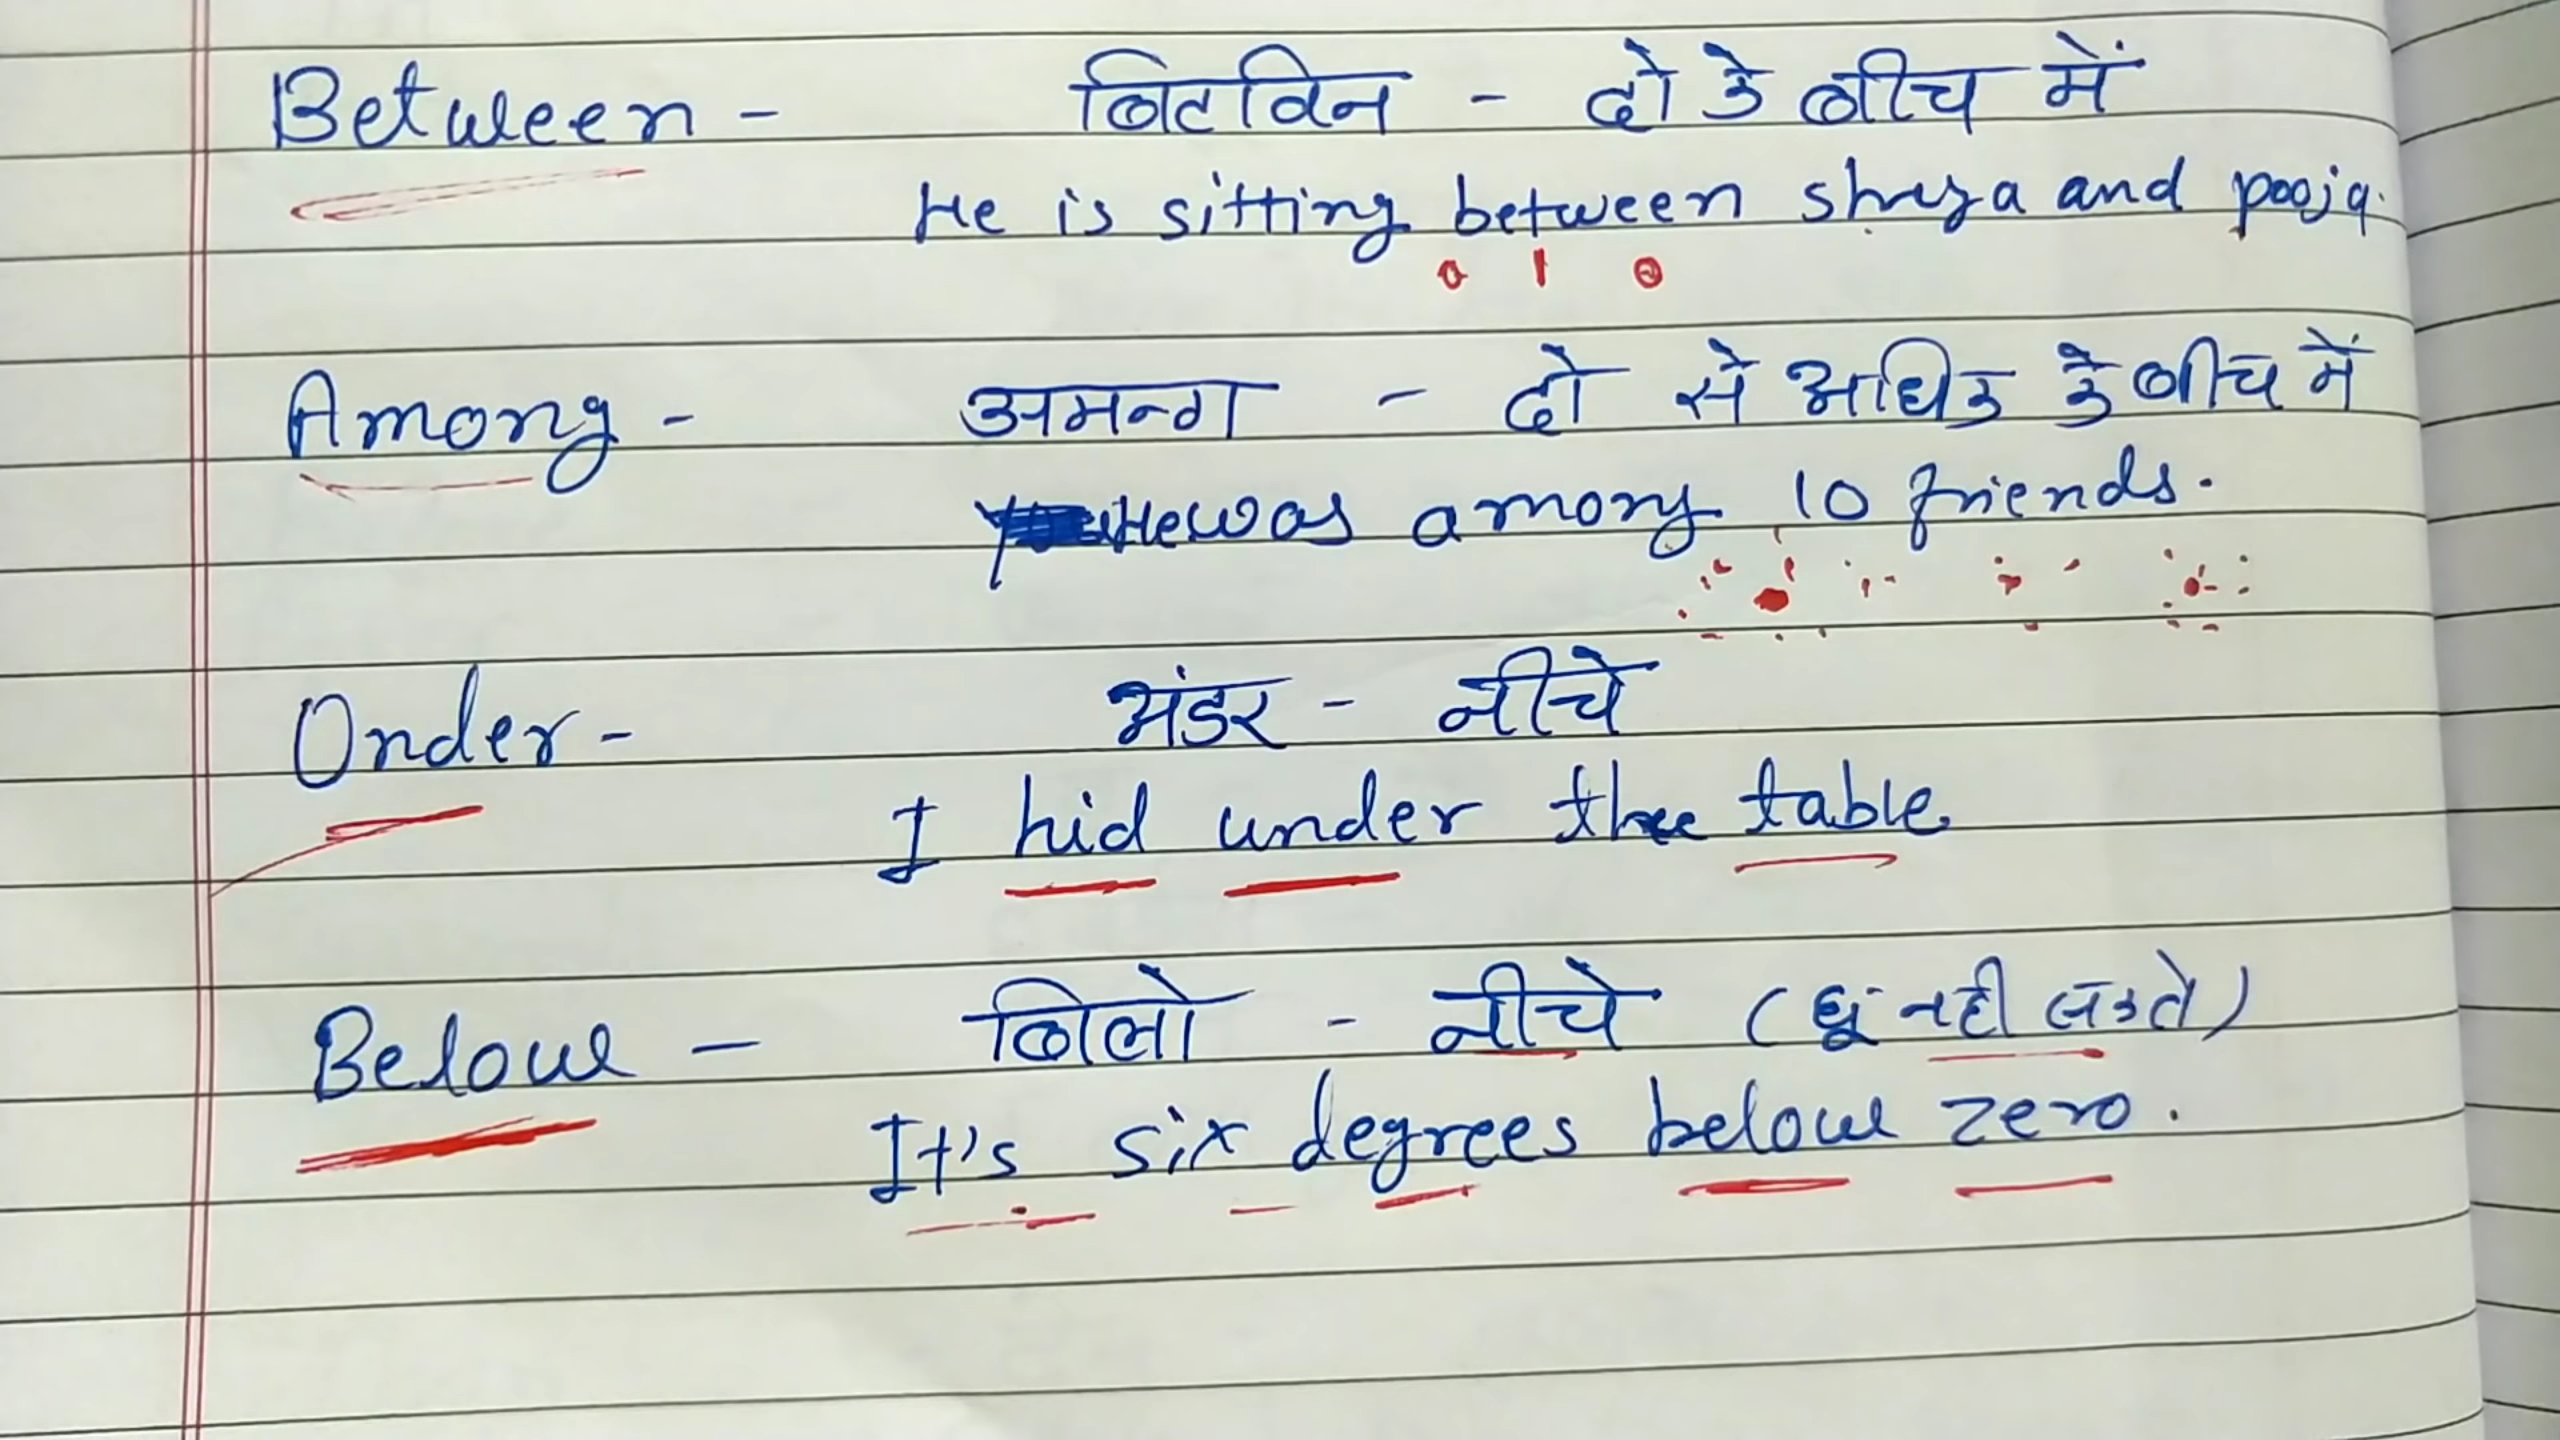 Between - बिटविन - दो के बीच में
He is sitting between shreya and pooja.
Among - अमन्ग - दो से अधिक के बीच में
He was among 10 friends.
Onder - अंडर - नीचे
I hid under the table
Below - बिलो - नीचे (छू नही सकते)
It's six degrees below zero.